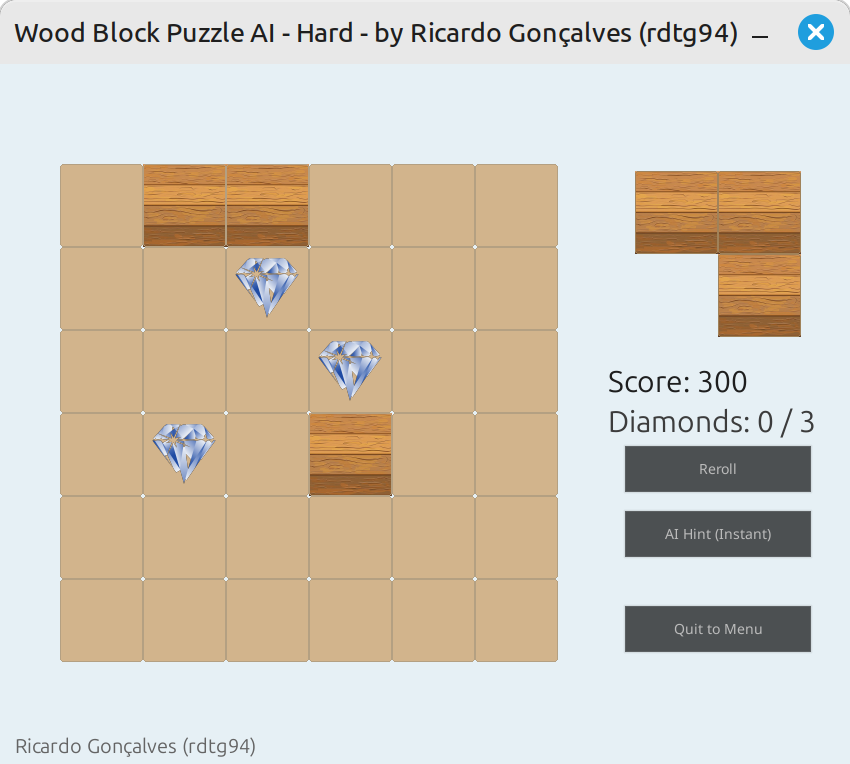 Wood Block Puzzle AI - Hard - by Ricardo Gonçalves (rdtg94)
Score: 300
Diamonds: 0 / 3
Reroll
AI Hint (Instant)
Quit to Menu
Ricardo Gonçalves (rdtg94)